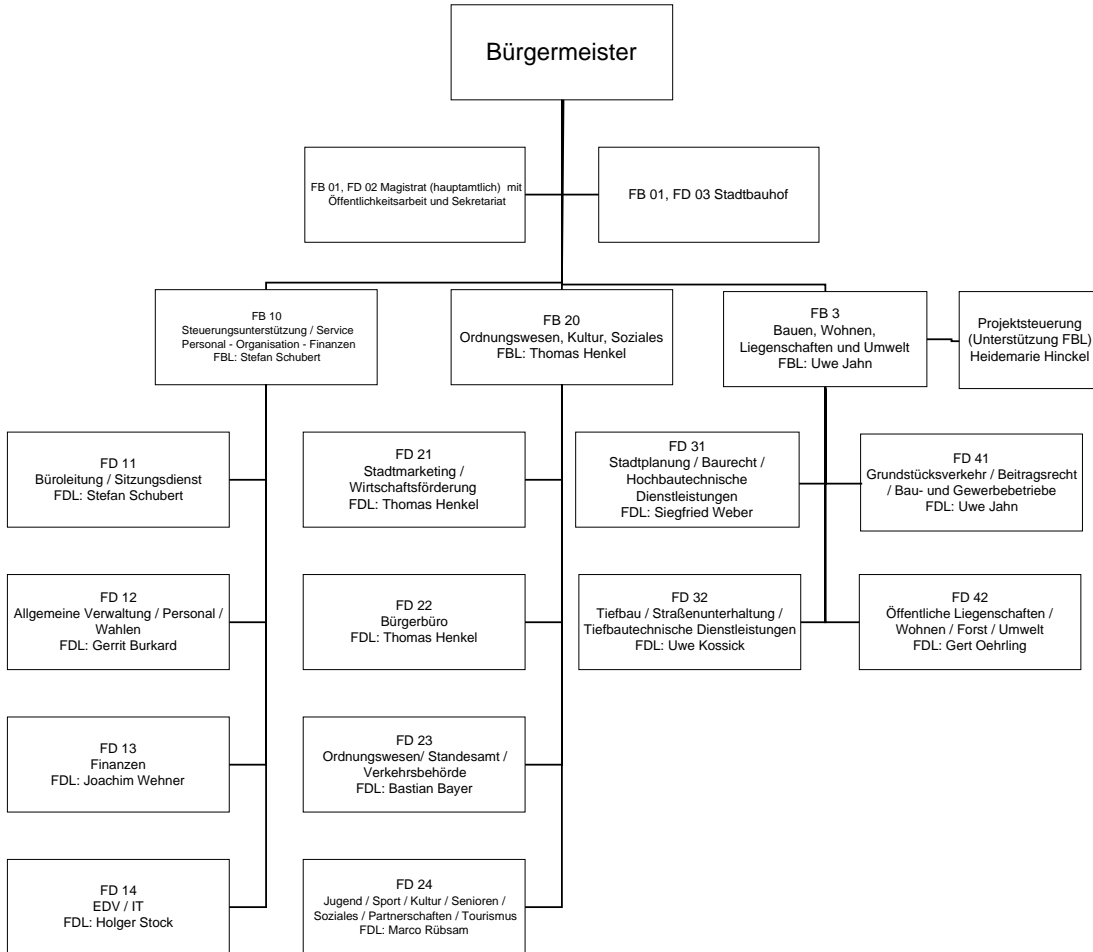 Bürgermeister
FB 01, FD 02 Magistrat (hauptamtlich) mit
Öffentlichkeitsarbeit und Sekretariat
FB 01, FD 03 Stadtbauhof
FB 10
Steuerungsunterstützung / Service
Personal - Organisation - Finanzen
FBL: Stefan Schubert
FB 20
Ordnungswesen, Kultur, Soziales
FBL: Thomas Henkel
FB 3
Bauen, Wohnen,
Liegenschaften und Umwelt
FBL: Uwe Jahn
Projektsteuerung
(Unterstützung FBL)
Heidemarie Hinckel
FD 11
Büroleitung / Sitzungsdienst
FDL: Stefan Schubert
FD 21
Stadtmarketing /
Wirtschaftsförderung
FDL: Thomas Henkel
FD 31
Stadtplanung / Baurecht /
Hochbautechnische
Dienstleistungen
FDL: Siegfried Weber
FD 41
Grundstücksverkehr / Beitragsrecht
/ Bau- und Gewerbebetriebe
FDL: Uwe Jahn
FD 12
Allgemeine Verwaltung / Personal /
Wahlen
FDL: Gerrit Burkard
FD 22
Bürgerbüro
FDL: Thomas Henkel
FD 32
Tiefbau / Straßenunterhaltung /
Tiefbautechnische Dienstleistungen
FDL: Uwe Kossick
FD 42
Öffentliche Liegenschaften /
Wohnen / Forst / Umwelt
FDL: Gert Oehrling
FD 13
Finanzen
FDL: Joachim Wehner
FD 23
Ordnungswesen/ Standesamt /
Verkehrsbehörde
FDL: Bastian Bayer
FD 14
EDV / IT
FDL: Holger Stock
FD 24
Jugend / Sport / Kultur / Senioren /
Soziales / Partnerschaften / Tourismus
FDL: Marco Rübsam